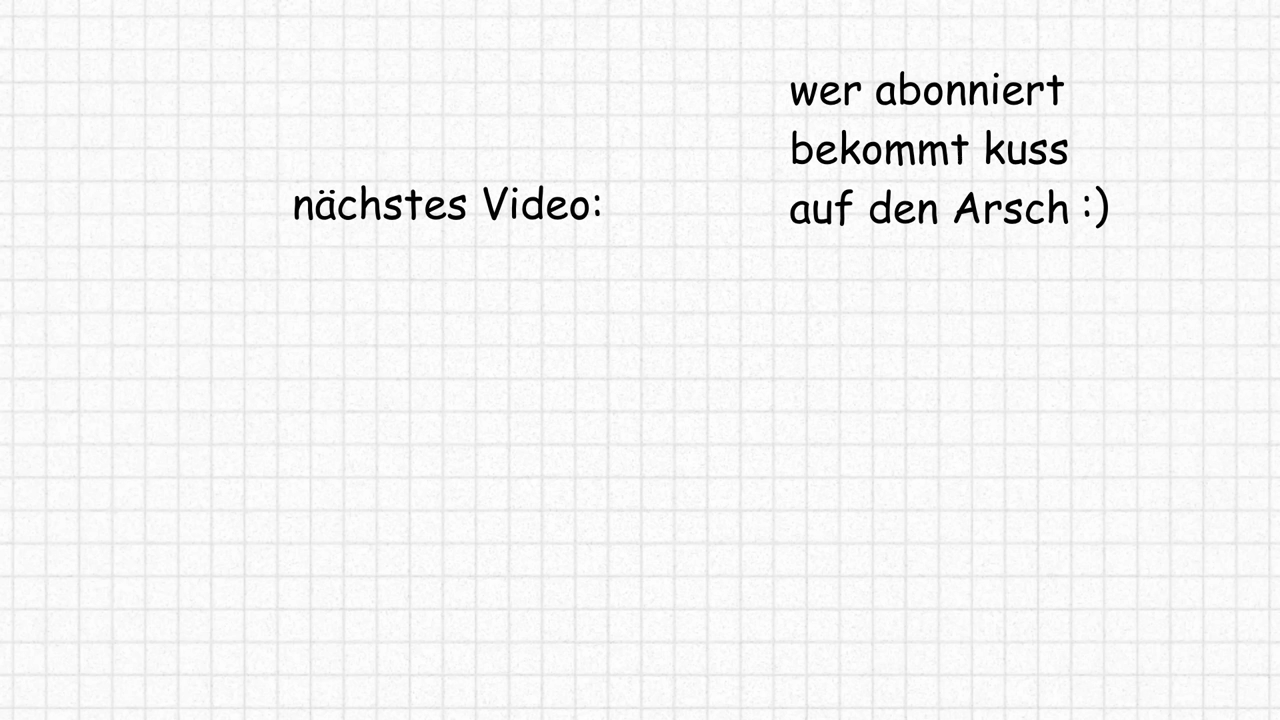 nächstes Video:
wer abonniert
bekommt kuss
auf den Arsch :)